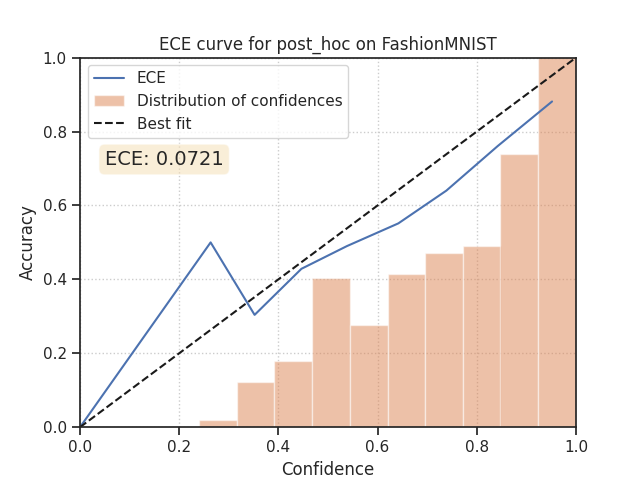 ECE curve for post_hoc on FashionMNIST
1.0
0.8
0.6
0.4
0.2
0.0
Accuracy
ECE
Distribution of confidences
Best fit
ECE: 0.0721
0.0 0.2 0.4 0.6 0.8 1.0
Confidence